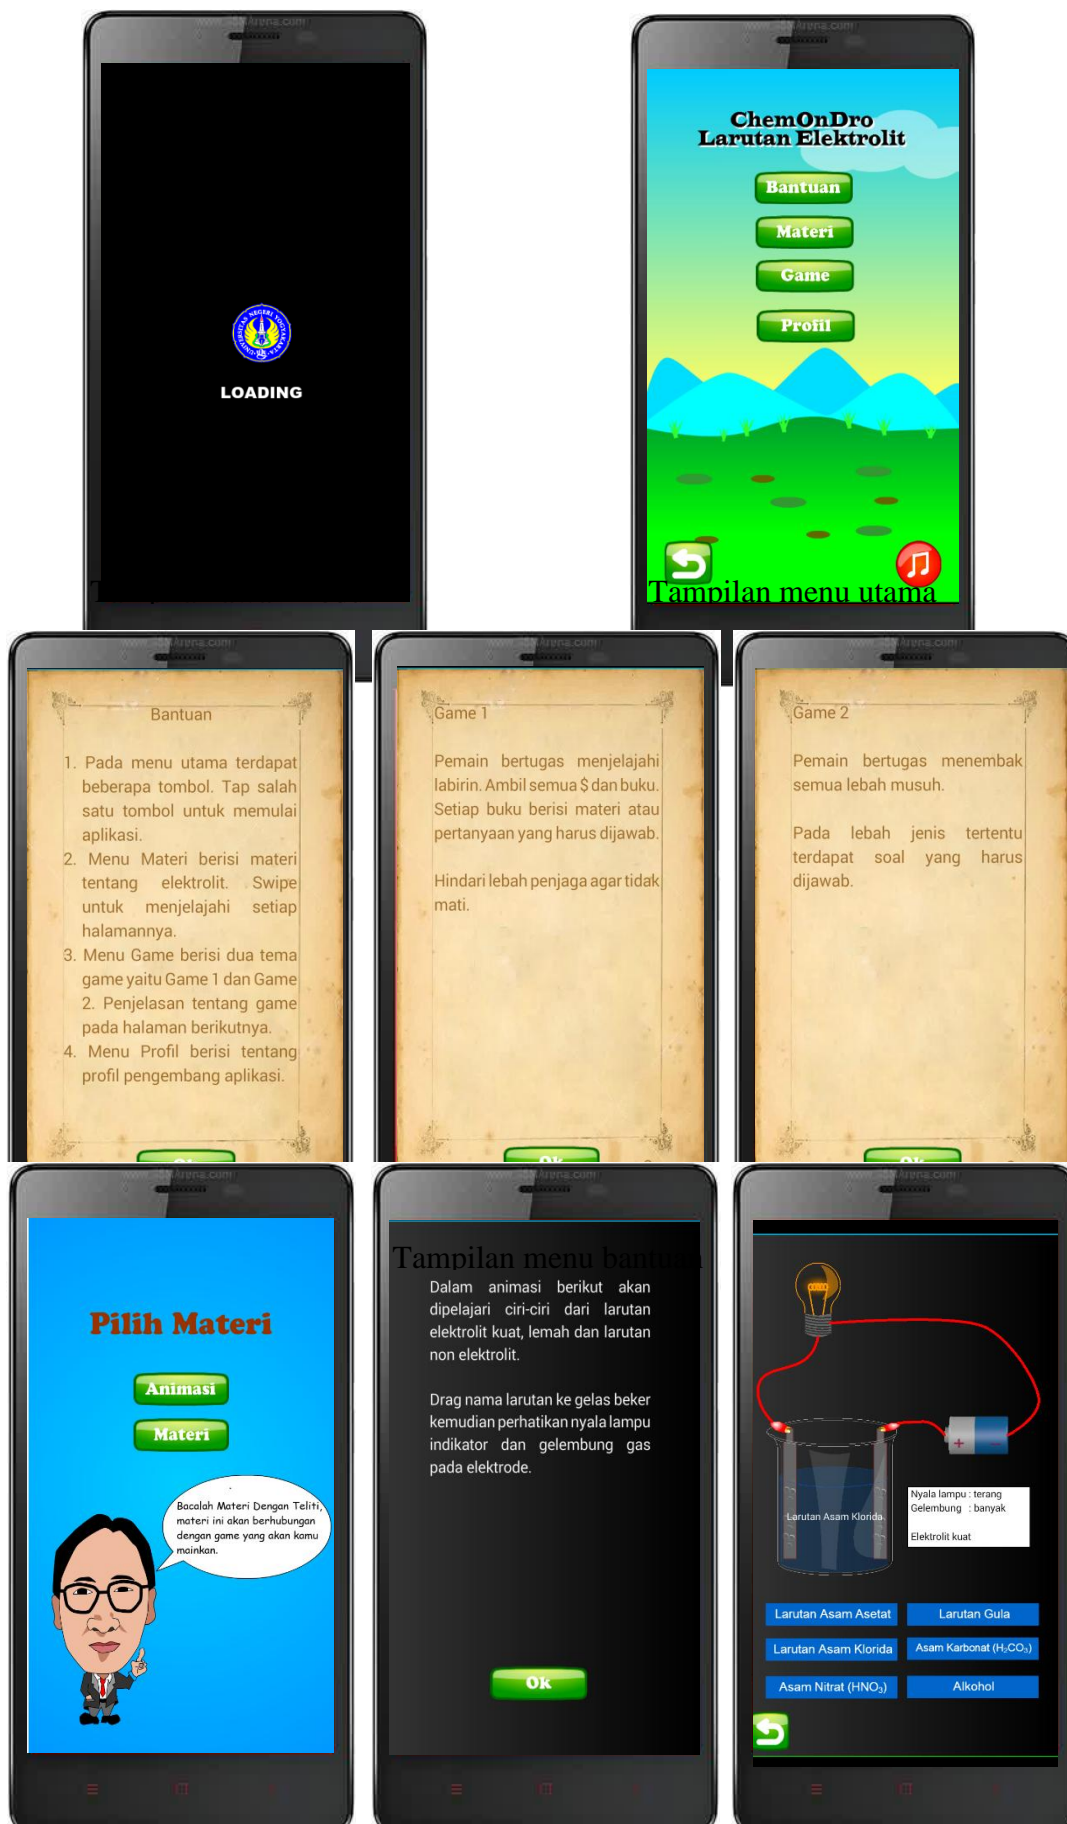 UNIVERSITAS NEGERI YOGYAKARTA
LOADING
ChemOnDro
Larutan Elektrolit
Bantuan
Materi
Game
Profil
Tampilan menu utama
Bantuan
1. Pada menu utama terdapat
beberapa tombol. Tap salah
satu tombol untuk memulai
aplikasi.
2. Menu Materi berisi materi
tentang elektrolit. Swipe
untuk menjelajahi setiap
halamannya.
3. Menu Game berisi dua tema
game yaitu Game 1 dan Game
2. Penjelasan tentang game
pada halaman berikutnya.
4. Menu Profil berisi tentang
profil pengembang aplikasi.
Game 1
Pemain bertugas menjelajahi
labirin. Ambil semua $ dan buku.
Setiap buku berisi materi atau
pertanyaan yang harus dijawab.
Hindari lebah penjaga agar tidak
mati.
Ok
Game 2
Pemain bertugas menembak
semua lebah musuh.
Pada lebah jenis tertentu
terdapat soal yang harus
dijawab.
Ok
Pilih Materi
Animasi
Materi
Bacalah Materi Dengan Teliti,
materi ini akan berhubungan
dengan game yang akan kamu
mainkan.
Tampilan menu bantuan
Dalam animasi berikut akan
dipelajari ciri-ciri dari larutan
elektrolit kuat, lemah dan larutan
non elektrolit.
Drag nama larutan ke gelas beker
kemudian perhatikan nyala lampu
indikator dan gelembung gas
pada elektrode.
Ok
+ −
Larutan Asam Klorida
Nyala lampu : terang
Gelembung : banyak
Elektrolit kuat
Larutan Asam Asetat
Larutan Gula
Larutan Asam Klorida
Asam Karbonat (H₂CO₃)
Asam Nitrat (HNO₃)
Alkohol